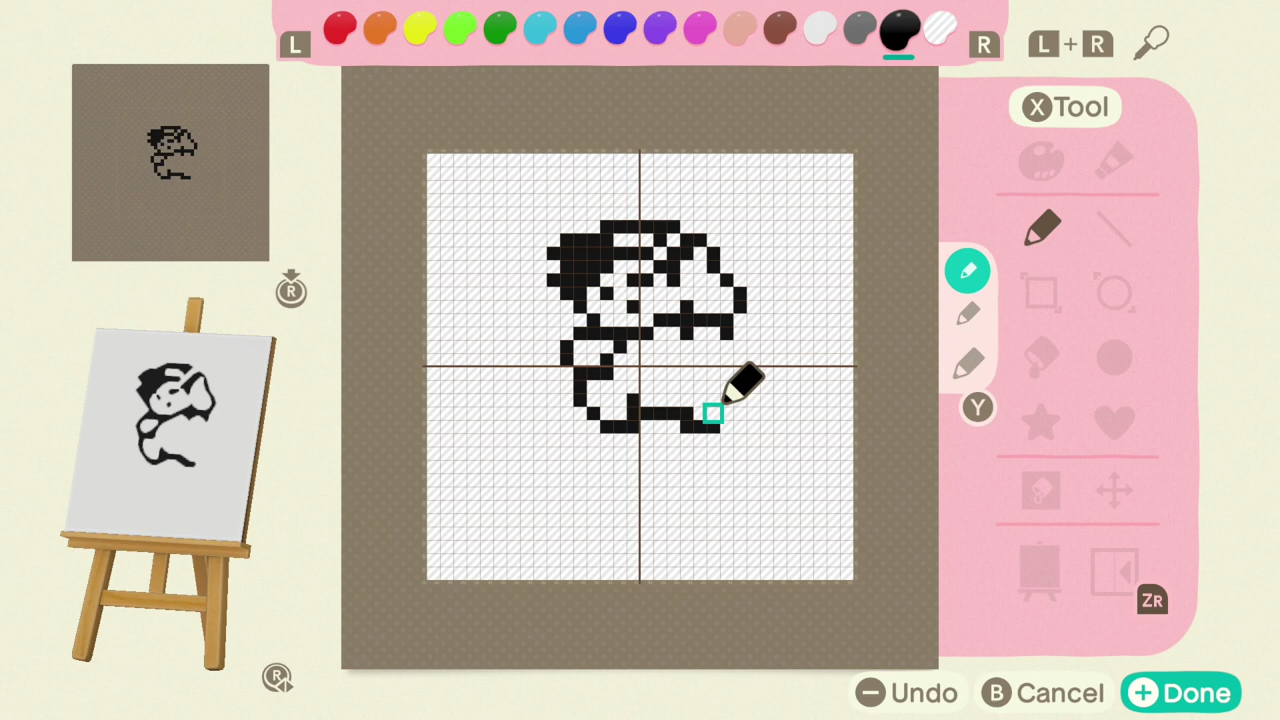 L
R
L + R
X Tool
R
Y
ZR
R
− Undo
B Cancel
+ Done